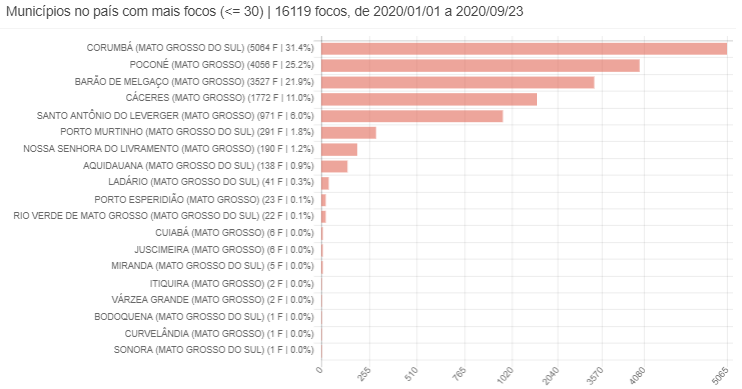 Municípios no país com mais focos (<= 30) | 16119 focos, de 2020/01/01 a 2020/09/23
CORUMBÁ (MATO GROSSO DO SUL) (5064 F | 31.4%)
POCONÉ (MATO GROSSO) (4056 F | 25.2%)
BARÃO DE MELGAÇO (MATO GROSSO) (3527 F | 21.9%)
CÁCERES (MATO GROSSO) (1772 F | 11.0%)
SANTO ANTÔNIO DO LEVERGER (MATO GROSSO) (971 F | 6.0%)
PORTO MURTINHO (MATO GROSSO DO SUL) (291 F | 1.8%)
NOSSA SENHORA DO LIVRAMENTO (MATO GROSSO) (190 F | 1.2%)
AQUIDAUANA (MATO GROSSO DO SUL) (138 F | 0.9%)
LADÁRIO (MATO GROSSO DO SUL) (41 F | 0.3%)
PORTO ESPERIDIÃO (MATO GROSSO) (23 F | 0.1%)
RIO VERDE DE MATO GROSSO (MATO GROSSO DO SUL) (22 F | 0.1%)
CUIABÁ (MATO GROSSO) (6 F | 0.0%)
JUSCIMEIRA (MATO GROSSO) (6 F | 0.0%)
MIRANDA (MATO GROSSO DO SUL) (5 F | 0.0%)
ITIQUIRA (MATO GROSSO) (2 F | 0.0%)
VÁRZEA GRANDE (MATO GROSSO) (2 F | 0.0%)
BODOQUENA (MATO GROSSO DO SUL) (1 F | 0.0%)
CURVELÂNDIA (MATO GROSSO) (1 F | 0.0%)
SONORA (MATO GROSSO DO SUL) (1 F | 0.0%)
0 255 510 765 1020 2040 3570 4080 5065